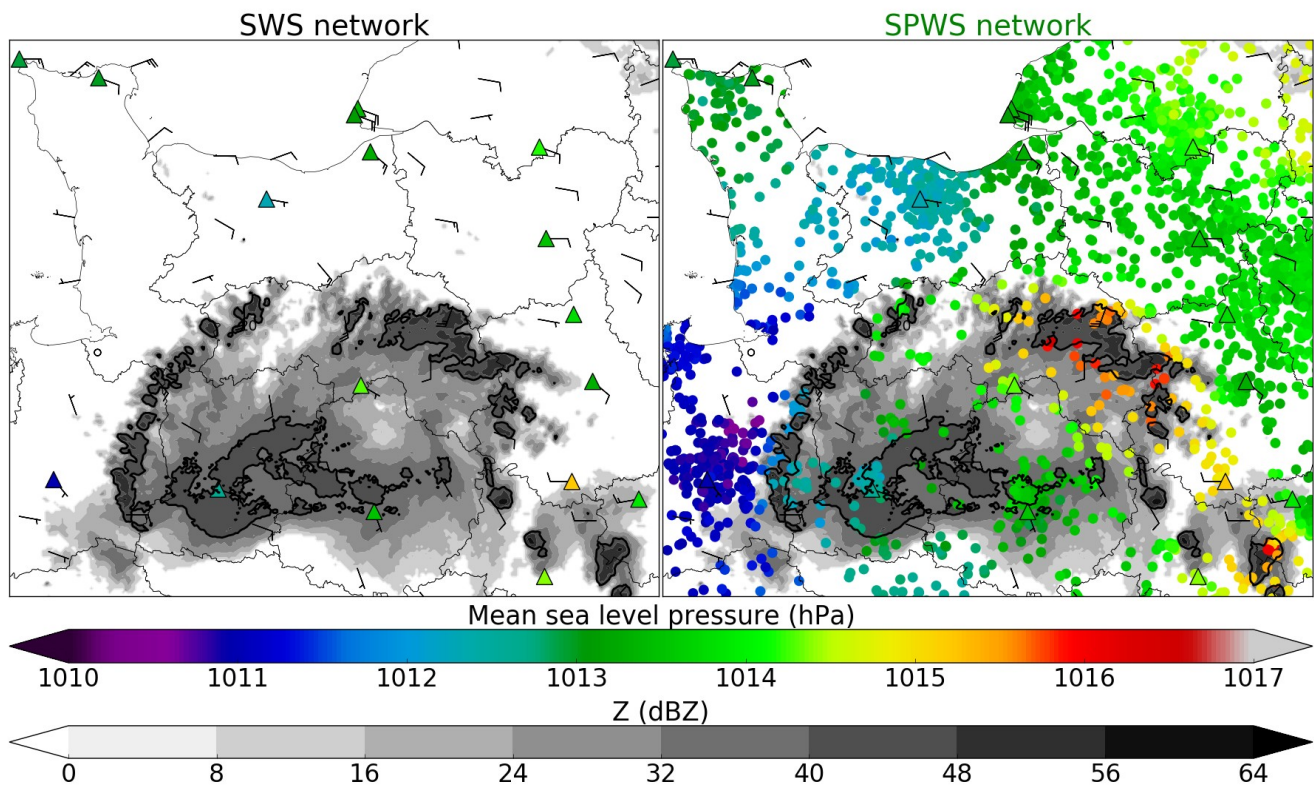 SWS network SPWS network
Mean sea level pressure (hPa)
1010 1011 1012 1013 1014 1015 1016 1017
Z (dBZ)
0 8 16 24 32 40 48 56 64